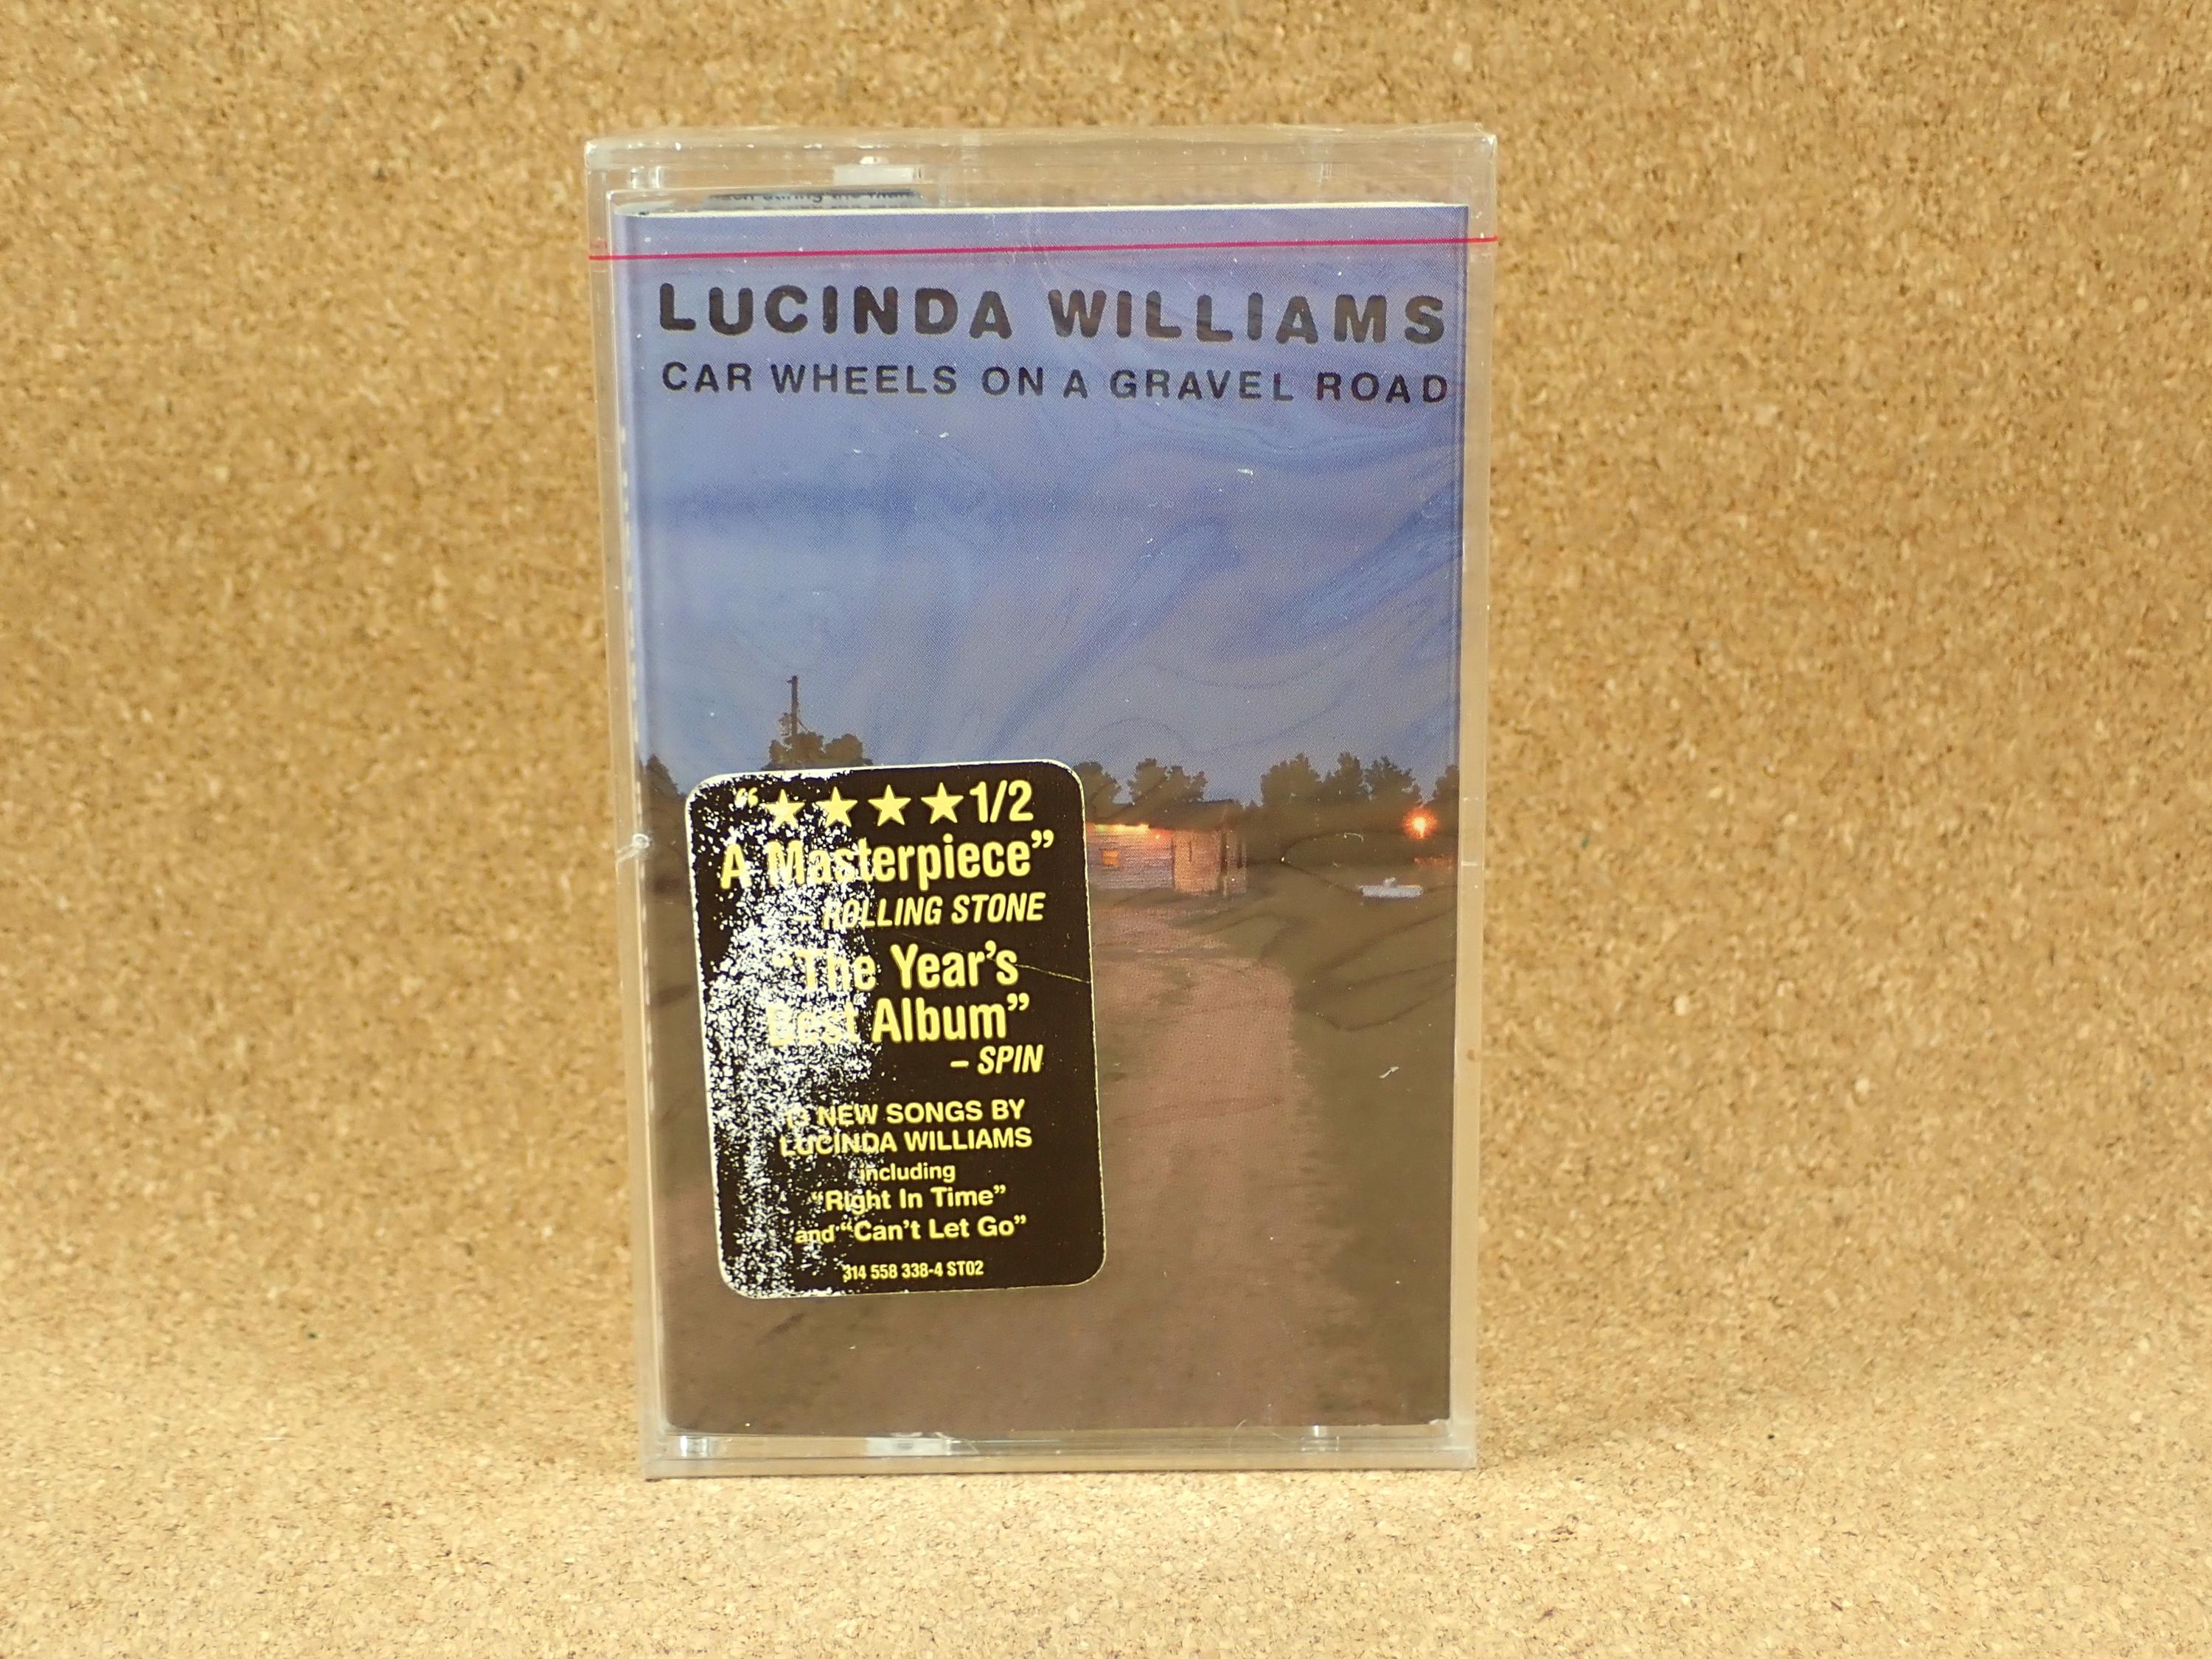 LUCINDA WILLIAMS
CAR WHEELS ON A GRAVEL ROAD
“★★★★1/2
A Masterpiece”
– ROLLING STONE
“The Year’s
Best Album”
– SPIN
NEW SONGS BY
LUCINDA WILLIAMS
including
“Right In Time”
and “Can’t Let Go”
314 558 338-4 ST02